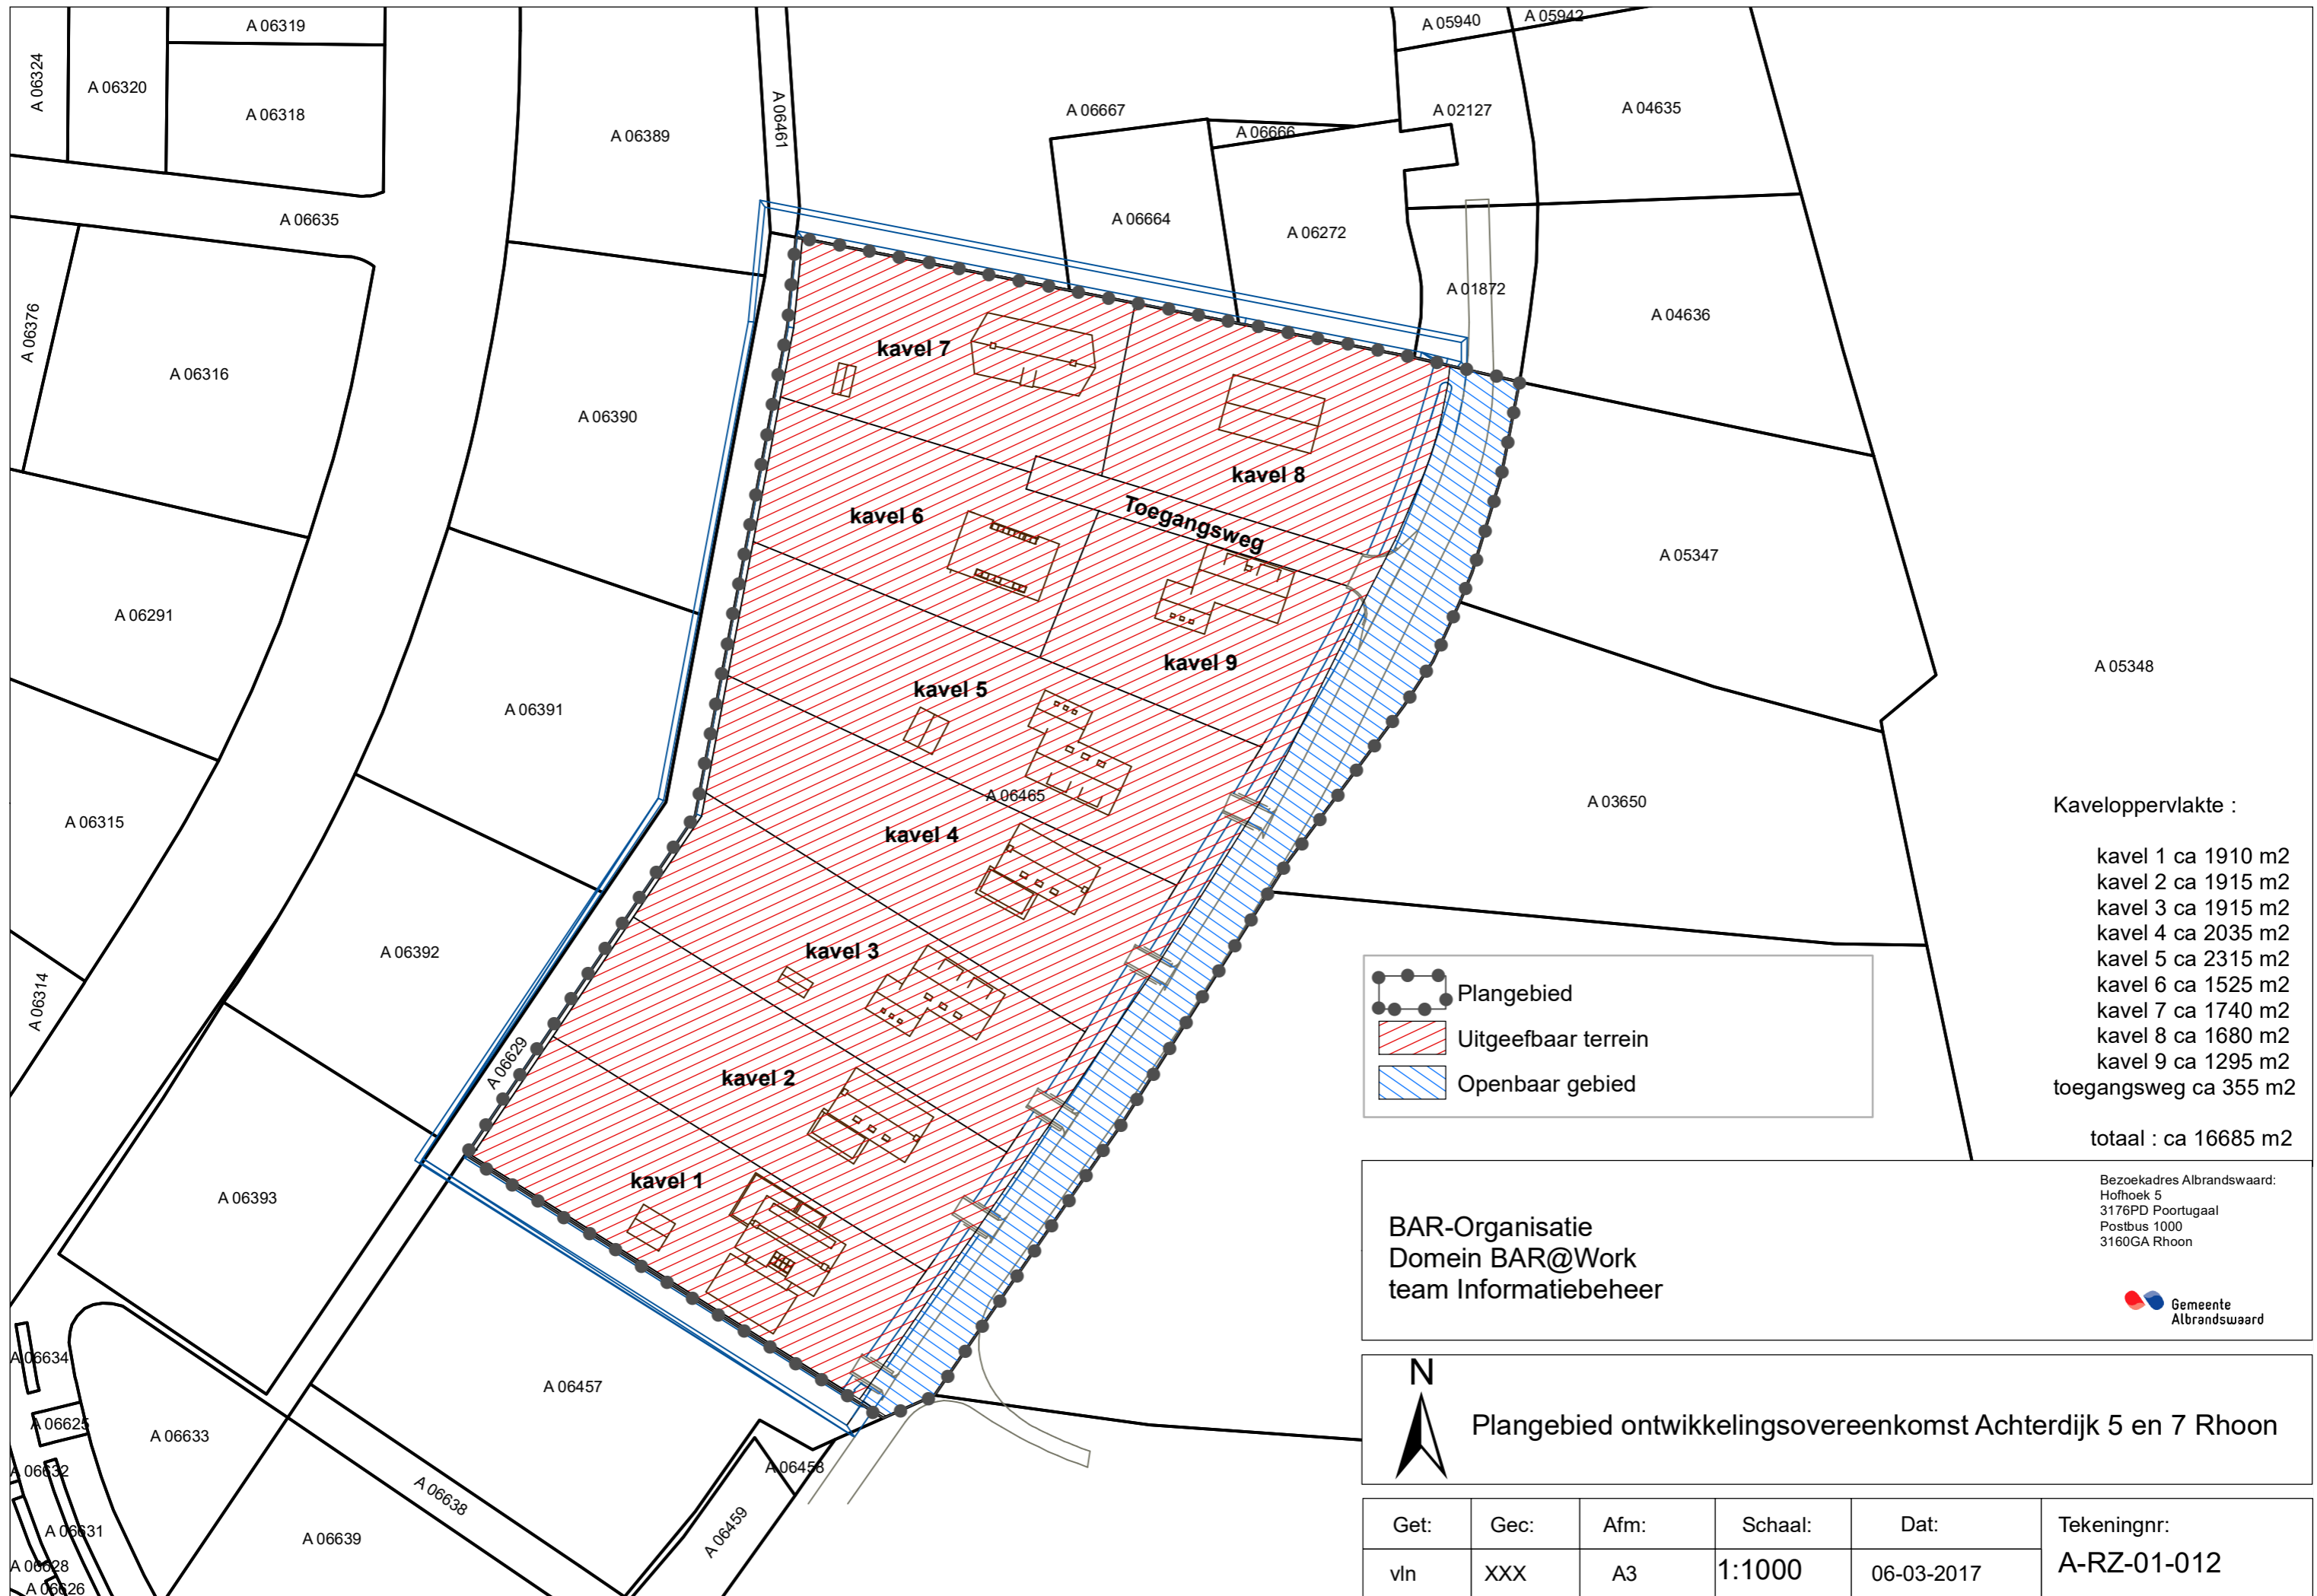 A 06319
A 06324
A 06320
A 06318
A 06389
A 06461
A 06667
A 06666
A 05940
A 05942
A 02127
A 04635
A 06635
A 06664
A 06272
A 01872
A 04636
A 06376
A 06316
A 06390
kavel 7
kavel 8
kavel 6
Toegangsweg
A 05347
A 06291
A 06391
kavel 9
kavel 5
A 05348
A 06465
A 03650
A 06315
kavel 4
A 06392
kavel 3
A 06314
A 06629
kavel 2
kavel 1
A 06393
Kaveloppervlakte :
kavel 1 ca 1910 m2
kavel 2 ca 1915 m2
kavel 3 ca 1915 m2
kavel 4 ca 2035 m2
kavel 5 ca 2315 m2
kavel 6 ca 1525 m2
kavel 7 ca 1740 m2
kavel 8 ca 1680 m2
kavel 9 ca 1295 m2
toegangsweg ca 355 m2
totaal : ca 16685 m2
Plangebied
Uitgeefbaar terrein
Openbaar gebied
BAR-Organisatie
Domein BAR@Work
team Informatiebeheer
Bezoekadres Albrandswaard:
Hofhoek 5
3176PD Poortugaal
Postbus 1000
3160GA Rhoon
Gemeente
Albrandswaard
A 06634
A 06457
A 06625
A 06633
A 06632
A 06458
A 06638
A 06459
A 06631
A 06639
A 06628
A 06626
N
Plangebied ontwikkelingsovereenkomst Achterdijk 5 en 7 Rhoon
Get: Gec: Afm: Schaal: Dat: Tekeningnr:
vln XXX A3 1:1000 06-03-2017 A-RZ-01-012